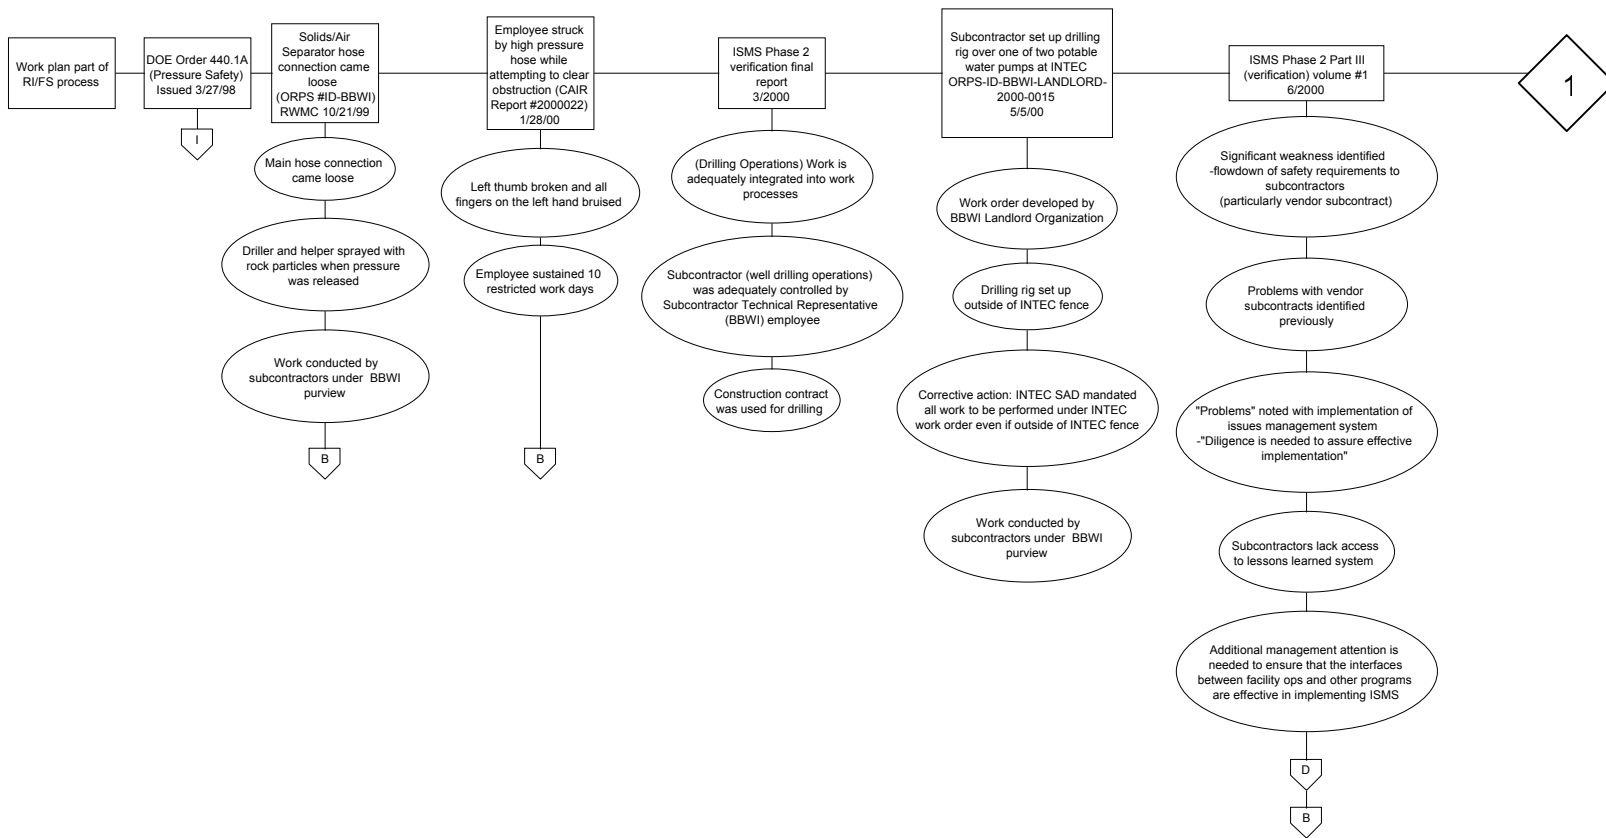 Work plan part of
RI/FS process
DOE Order 440.1A
(Pressure Safety)
Issued 3/27/98
I
Solids/Air
Separator hose
connection came
loose
(ORPS #ID-BBWI)
RWMC 10/21/99
Main hose connection
came loose
Driller and helper sprayed with
rock particles when pressure
was released
Work conducted by
subcontractors under BBWI
purview
B
Employee struck
by high pressure
hose while
attempting to clear
obstruction (CAIR
Report #2000022)
1/28/00
Left thumb broken and all
fingers on the left hand bruised
Employee sustained 10
restricted work days
B
ISMS Phase 2
verification final
report
3/2000
(Drilling Operations) Work is
adequately integrated into work
processes
Subcontractor (well drilling operations)
was adequately controlled by
Subcontractor Technical Representative
(BBWI) employee
Construction contract
was used for drilling
Subcontractor set up drilling
rig over one of two potable
water pumps at INTEC
ORPS-ID-BBWI-LANDLORD-
2000-0015
5/5/00
Work order developed by
BBWI Landlord Organization
Drilling rig set up
outside of INTEC fence
Corrective action: INTEC SAD mandated
all work to be performed under INTEC
work order even if outside of INTEC fence
Work conducted by
subcontractors under BBWI
purview
ISMS Phase 2 Part III
(verification) volume #1
6/2000
Significant weakness identified
-flowdown of safety requirements to
subcontractors
(particularly vendor subcontract)
Problems with vendor
subcontracts identified
previously
"Problems" noted with implementation of
issues management system
-"Diligence is needed to assure effective
implementation"
Subcontractors lack access
to lessons learned system
Additional management attention is
needed to ensure that the interfaces
between facility ops and other programs
are effective in implementing ISMS
D
B
1